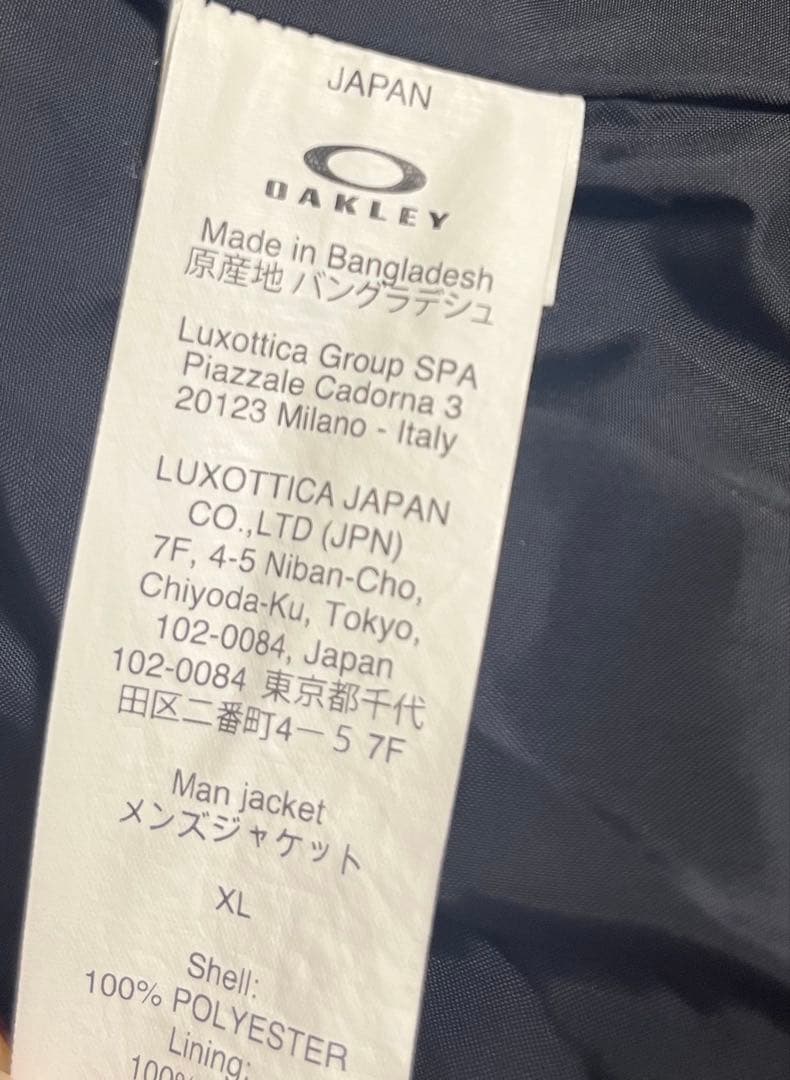 JAPAN
OAKLEY
Made in Bangladesh
原産地 バングラデシュ
Luxottica Group SPA
Piazzale Cadorna 3
20123 Milano - Italy
LUXOTTICA JAPAN
CO.,LTD (JPN)
7F, 4-5 Niban-Cho,
Chiyoda-Ku, Tokyo,
102-0084, Japan
102-0084 東京都千代
田区二番町4ー5 7F
Man jacket
メンズジャケット
XL
Shell:
100% POLYESTER
Lining:
100%